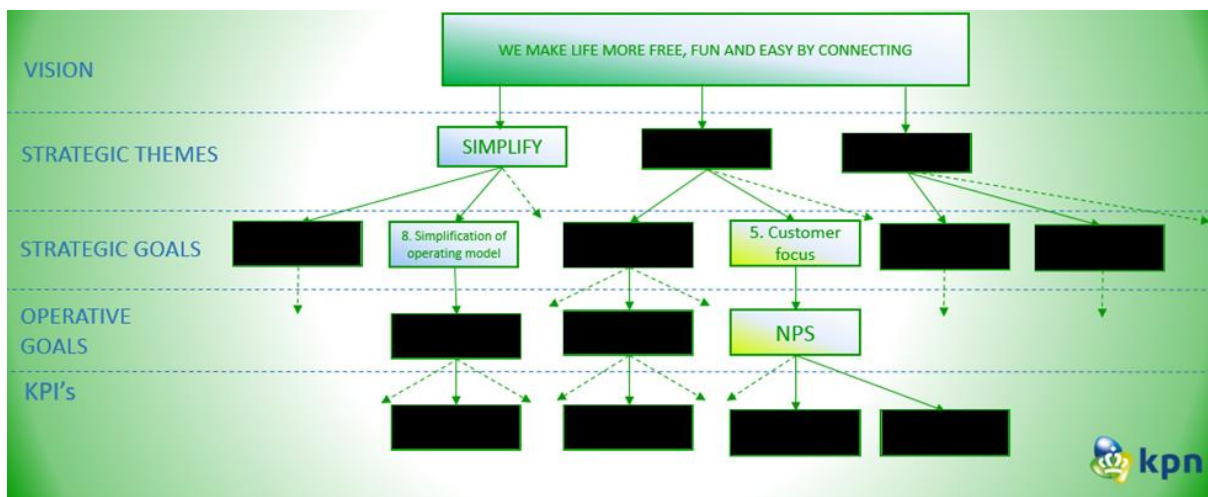 WE MAKE LIFE MORE FREE, FUN AND EASY BY CONNECTING
VISION
STRATEGIC THEMES
SIMPLIFY
STRATEGIC GOALS
8. Simplification of
operating model
5. Customer
focus
OPERATIVE
GOALS
NPS
KPI's
kpn